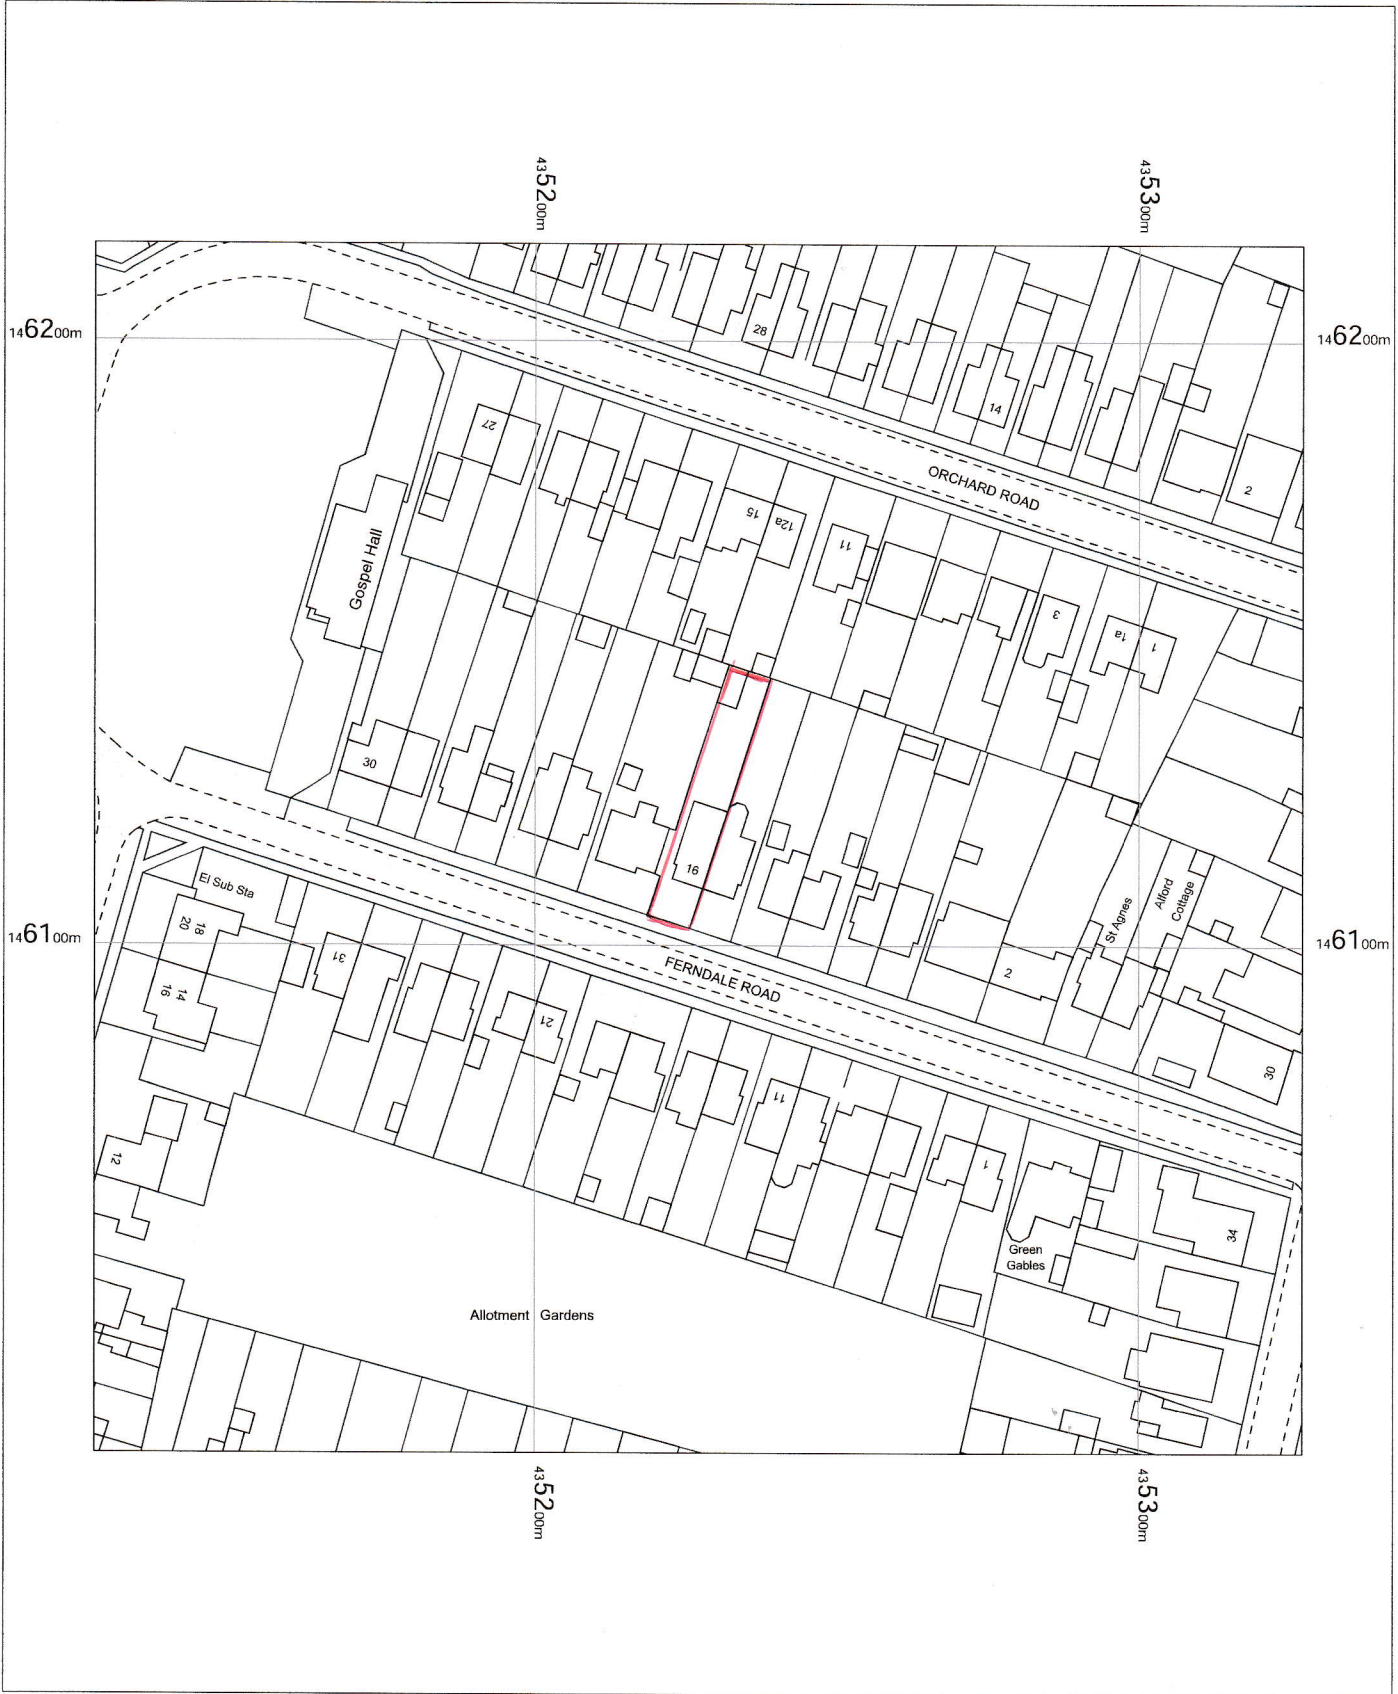 4352 00m
4353 00m
1462 00m
1462 00m
28
14
2
27
ORCHARD ROAD
15
12a
11
Gospel Hall
3
1a
1
30
16
El Sub Sta
St Agnes
Alford
Cottage
18
20
1461 00m
1461 00m
31
FERNDALE ROAD
2
14
16
21
30
11
12
1
34
Green
Gables
Allotment Gardens
4352 00m
4353 00m